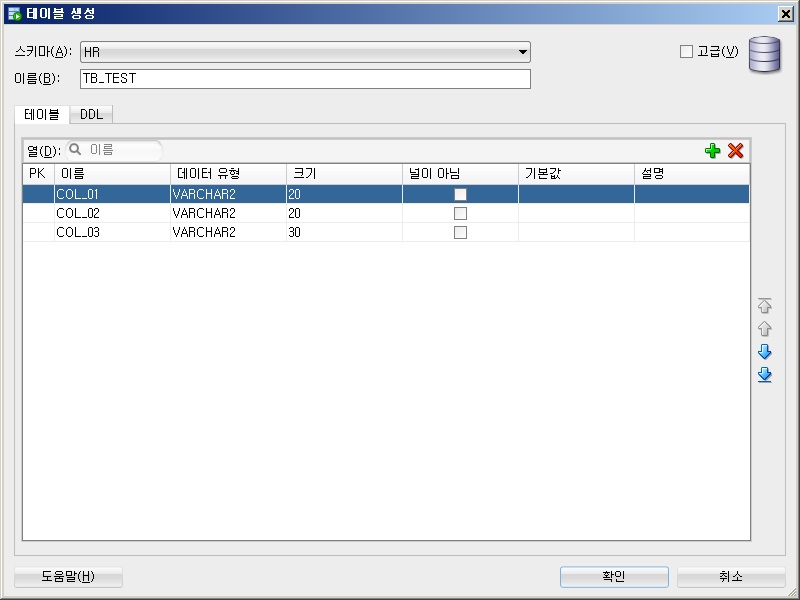 테이블 생성
스키마(A): HR
고급(V)
이름(B): TB_TEST
테이블 DDL
열(D): 이름
PK 이름 데이터 유형 크기 널이 아님 기본값 설명
COL_01 VARCHAR2 20
COL_02 VARCHAR2 20
COL_03 VARCHAR2 30
도움말(H) 확인 취소